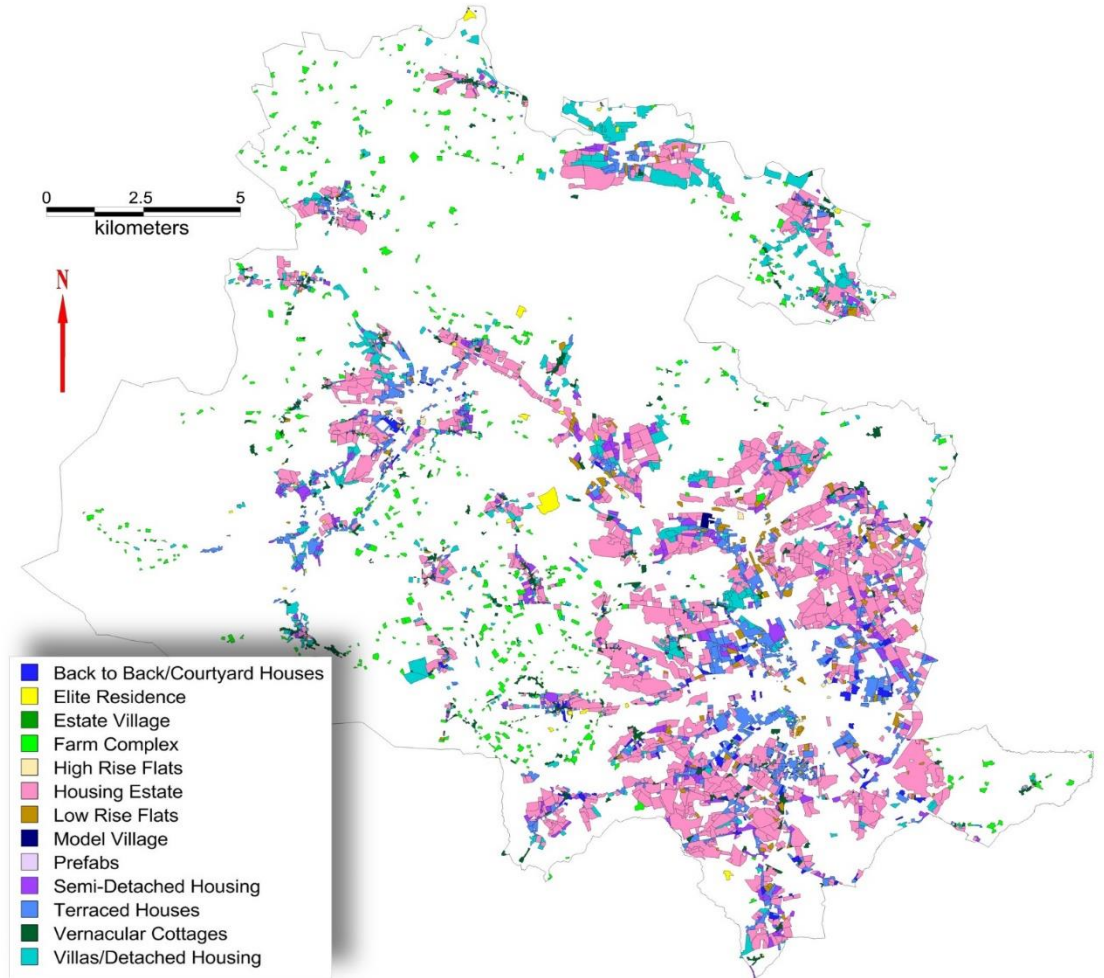 0 2.5 5
kilometers
N
Back to Back/Courtyard Houses
Elite Residence
Estate Village
Farm Complex
High Rise Flats
Housing Estate
Low Rise Flats
Model Village
Prefabs
Semi-Detached Housing
Terraced Houses
Vernacular Cottages
Villas/Detached Housing